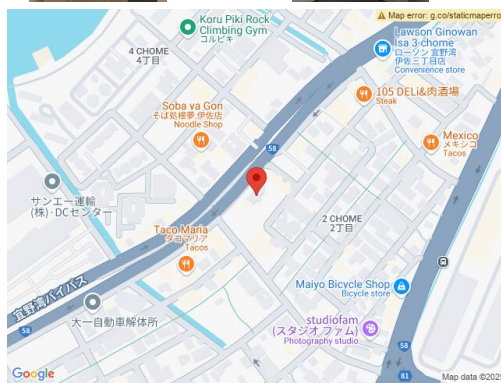 Map error: g.co/staticmaperro
Koru Piki Rock
Climbing Gym
コルピキ
Lawson Ginowan
Isa 3-chome
ローソン 宜野湾
伊佐三丁目店
Convenience store
4 CHOME
4丁目
105 DELi&肉酒場
Steak
Soba ya Gon
そば処権夢 伊佐店
Noodle Shop
58
Mexico
メキシコ
Tacos
サンエー運輸
(株)・DCセンター
2 CHOME
2丁目
Taco Maria
タコマリア
Tacos
宜野湾バイパス
Maiyo Bicycle Shop
Bicycle store
大一自動車解体所
studiofam
(スタジオ ファム)
Photography studio
58
58
81
Google
Map data ©2025